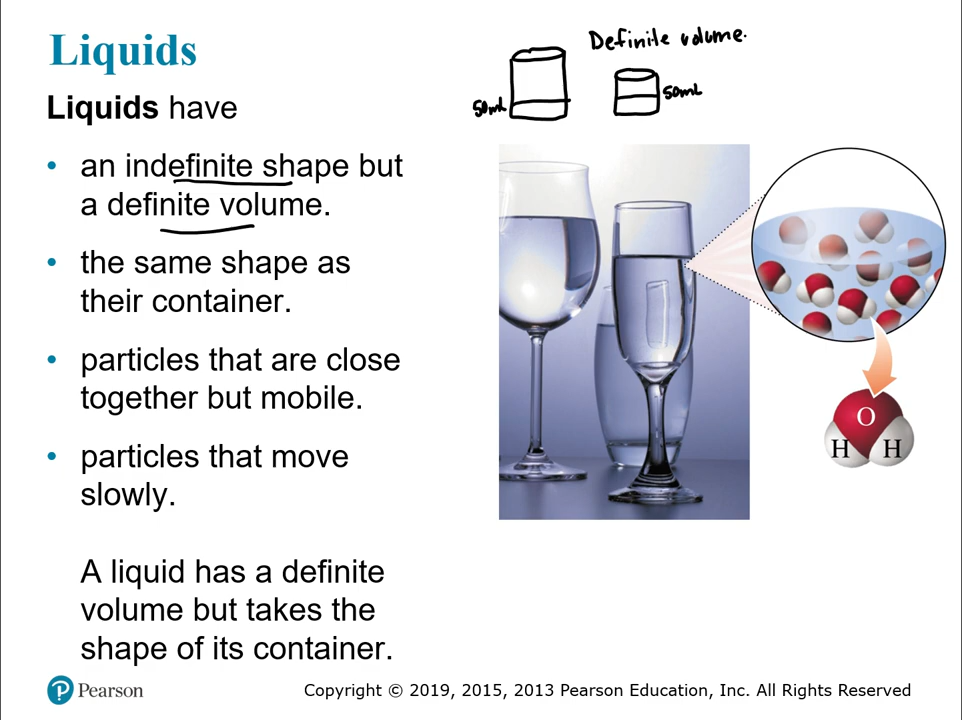 Liquids
Definite volume.
50mL
50mL
Liquids have
• an indefinite shape but
a definite volume.
• the same shape as
their container.
• particles that are close
together but mobile.
• particles that move
slowly.
A liquid has a definite
volume but takes the
shape of its container.
O
H H
P Pearson
Copyright © 2019, 2015, 2013 Pearson Education, Inc. All Rights Reserved